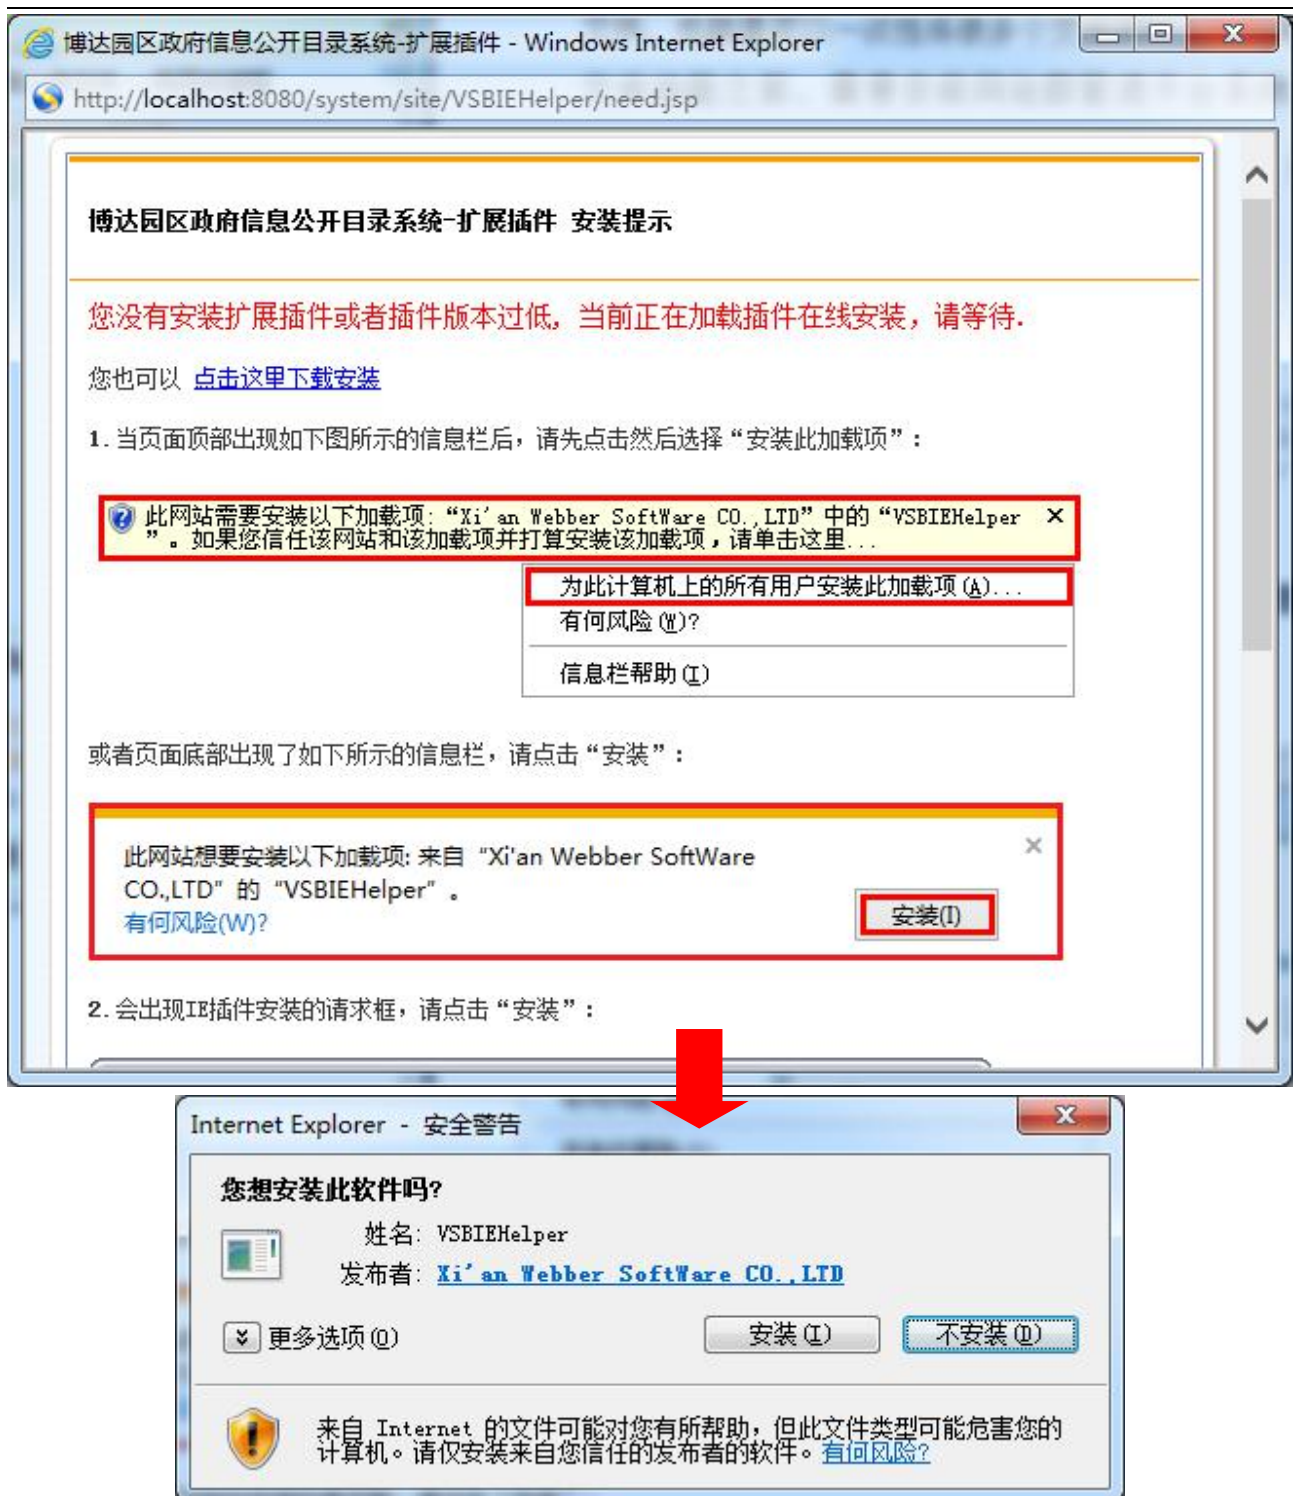 博达园区政府信息公开目录系统-扩展插件 - Windows Internet Explorer
http://localhost:8080/system/site/VSBIEHelper/need.jsp
博达园区政府信息公开目录系统-扩展插件 安装提示
您没有安装扩展插件或者插件版本过低, 当前正在加载插件在线安装，请等待.
您也可以 点击这里下载安装
1. 当页面顶部出现如下图所示的信息栏后，请先点击然后选择“安装此加载项”：
此网站需要安装以下加载项: “Xi'an Webber SoftWare CO.,LTD” 中的 “VSBIEHelper
”。如果您信任该网站和该加载项并打算安装该加载项，请单击这里...
为此计算机上的所有用户安装此加载项(A)...
有何风险(W)?
信息栏帮助(I)
或者页面底部出现了如下所示的信息栏，请点击“安装”：
此网站想要安装以下加载项: 来自 “Xi'an Webber SoftWare
CO.,LTD” 的 “VSBIEHelper” 。
有何风险(W)?
安装(I)
2. 会出现IE插件安装的请求框，请点击“安装”：
Internet Explorer - 安全警告
您想安装此软件吗?
姓名: VSBIEHelper
发布者: Xi'an Webber SoftWare CO.,LTD
更多选项(O)
安装(I)
不安装(D)
来自 Internet 的文件可能对您有所帮助，但此文件类型可能危害您的
计算机。请仅安装来自您信任的发布者的软件。有何风险?